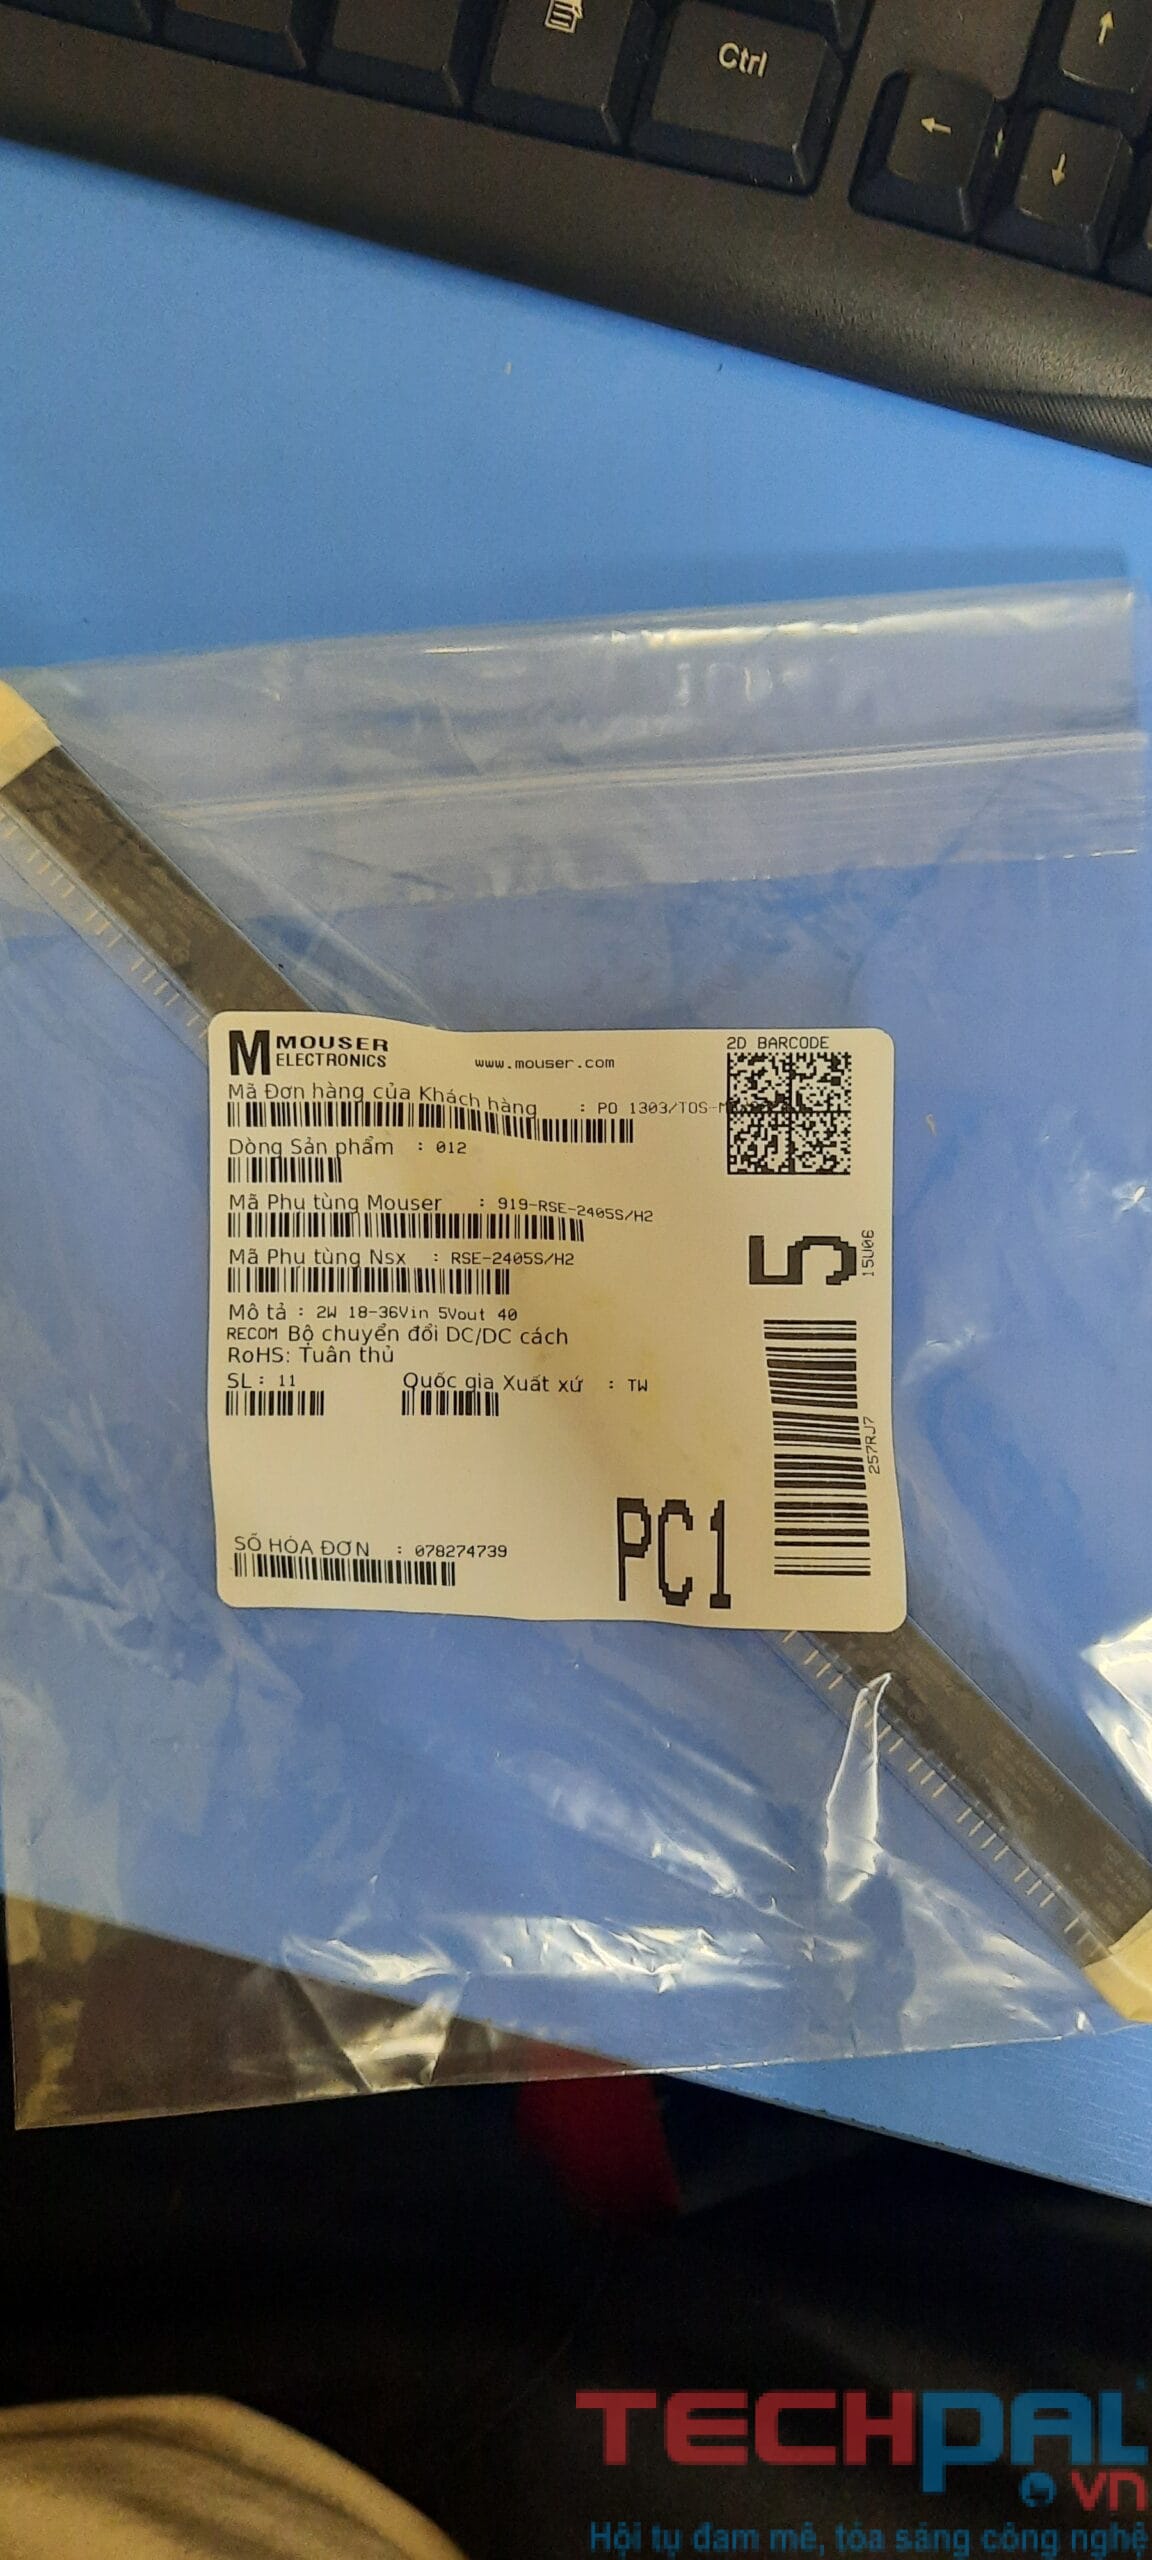 Ctrl
MOUSER
ELECTRONICS
www.mouser.com
2D BARCODE
Mã Đơn hàng của Khách hàng : PO 1303/TOS-M
Dòng Sản phẩm : 012
Mã Phụ tùng Mouser : 919-RSE-2405S/H2
Mã Phụ tùng Nsx : RSE-2405S/H2
Mô tả : 2W 18-36Vin 5Vout 40
RECOM Bộ chuyển đổi DC/DC cách
RoHS: Tuân thủ
SL : 11
Quốc gia Xuất xứ : TW
5
15U06
257RJ7
PC1
SỐ HÓA ĐƠN : 078274739
TECHPAL
.vn
Hội tụ đam mê, tỏa sáng công nghệ